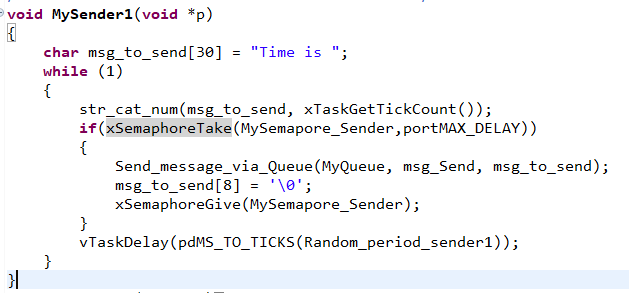 void MySender1(void *p)
{
    char msg_to_send[30] = "Time is ";
    while (1)
    {
        str_cat_num(msg_to_send, xTaskGetTickCount());
        if(xSemaphoreTake(MySemapore_Sender,portMAX_DELAY))
        {
            Send_message_via_Queue(MyQueue, msg_Send, msg_to_send);
            msg_to_send[8] = '\0';
            xSemaphoreGive(MySemapore_Sender);
        }
        vTaskDelay(pdMS_TO_TICKS(Random_period_sender1));
    }
}